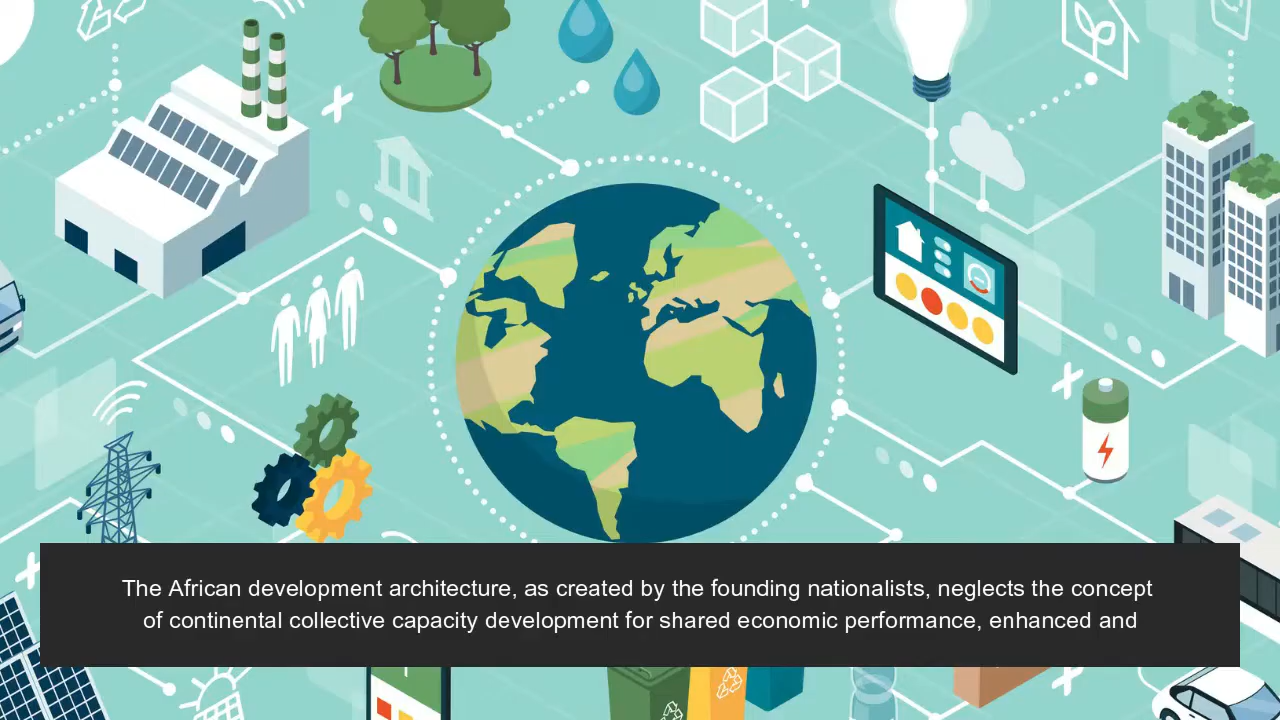 The African development architecture, as created by the founding nationalists, neglects the concept
of continental collective capacity development for shared economic performance, enhanced and